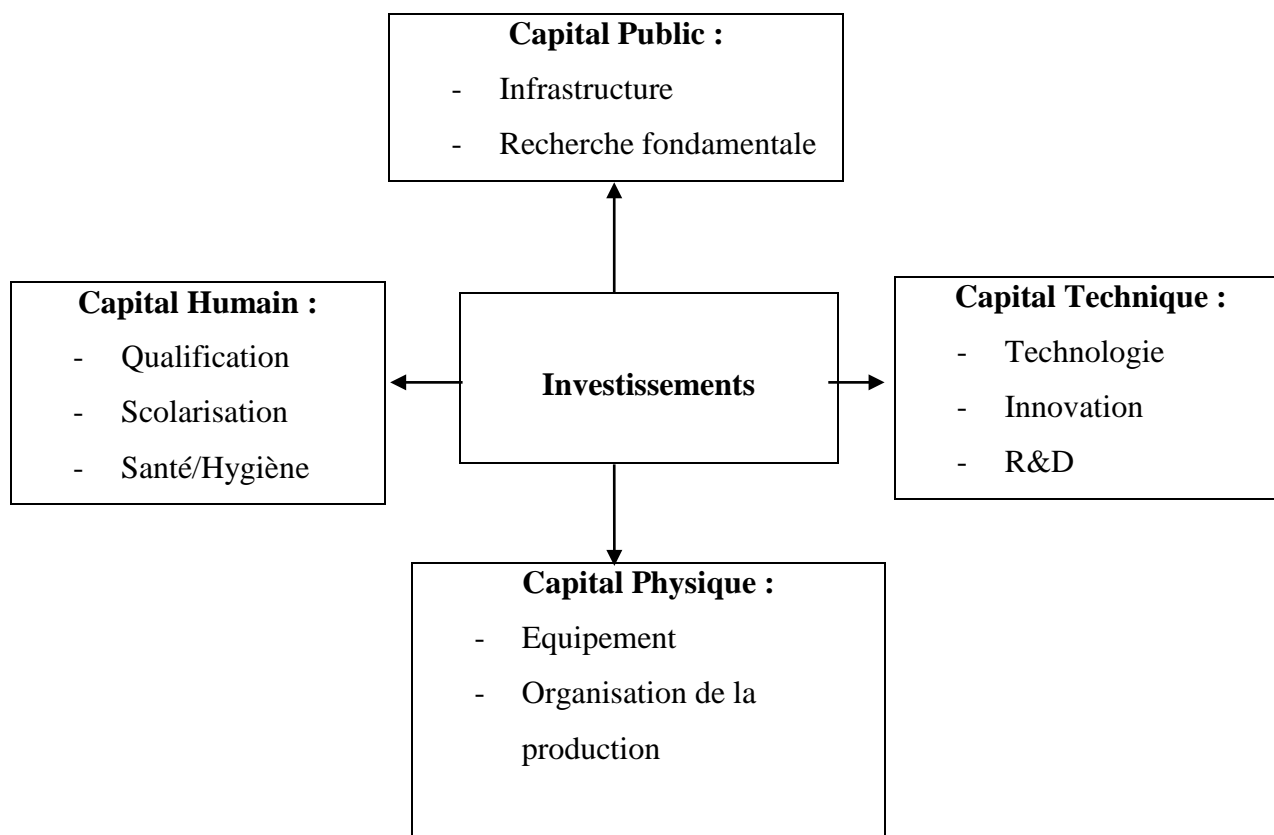 Capital Public :
- Infrastructure
- Recherche fondamentale
Capital Humain :
- Qualification
- Scolarisation
- Santé/Hygiène
Investissements
Capital Technique :
- Technologie
- Innovation
- R&D
Capital Physique :
- Equipement
- Organisation de la
production